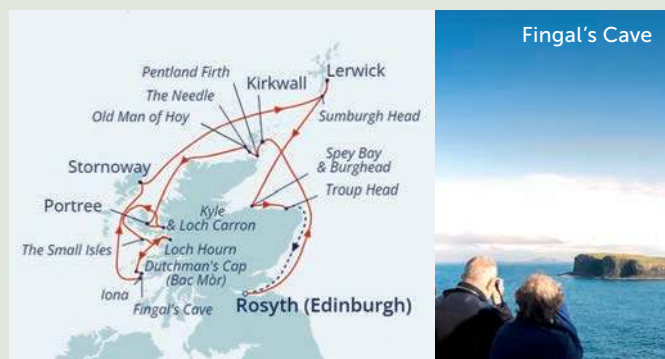 Fingal's Cave
Pentland Firth
Kirkwall
Lerwick
The Needle
Old Man of Hoy
Sumburgh Head
Stornoway
Spey Bay
& Burghead
Troup Head
Portree
Kyle
& Loch Carron
The Small Isles
Loch Hourn
Dutchman's Cap
(Bac Mòr)
Iona
Fingal's Cave
Rosyth (Edinburgh)